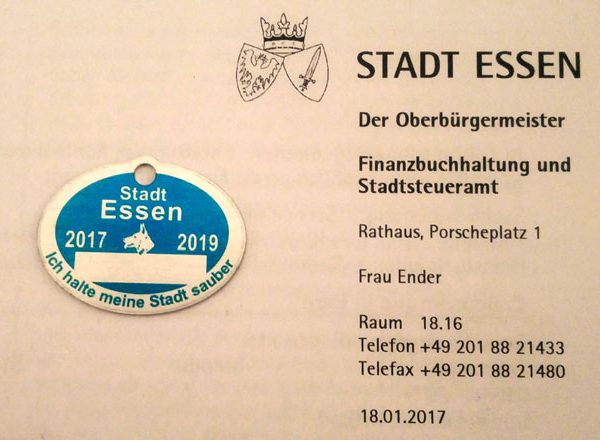 STADT ESSEN
Der Oberbürgermeister
Finanzbuchhaltung und
Stadtsteueramt
Rathaus, Porscheplatz 1
Frau Ender
Raum 18.16
Telefon +49 201 88 21433
Telefax +49 201 88 21480
18.01.2017
Stadt
Essen
2017 2019
Ich halte meine Stadt sauber